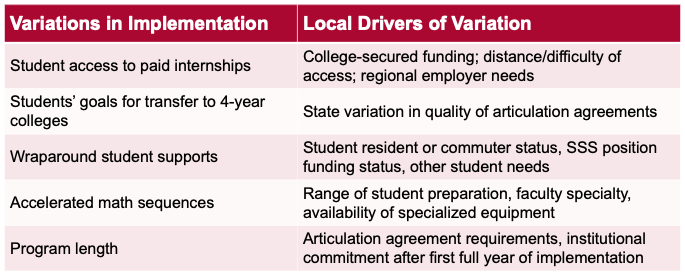 Variations in Implementation
Local Drivers of Variation
Student access to paid internships
College-secured funding; distance/difficulty of
access; regional employer needs
Students' goals for transfer to 4-year
colleges
State variation in quality of articulation agreements
Wraparound student supports
Student resident or commuter status, SSS position
funding status, other student needs
Accelerated math sequences
Range of student preparation, faculty specialty,
availability of specialized equipment
Program length
Articulation agreement requirements, institutional
commitment after first full year of implementation